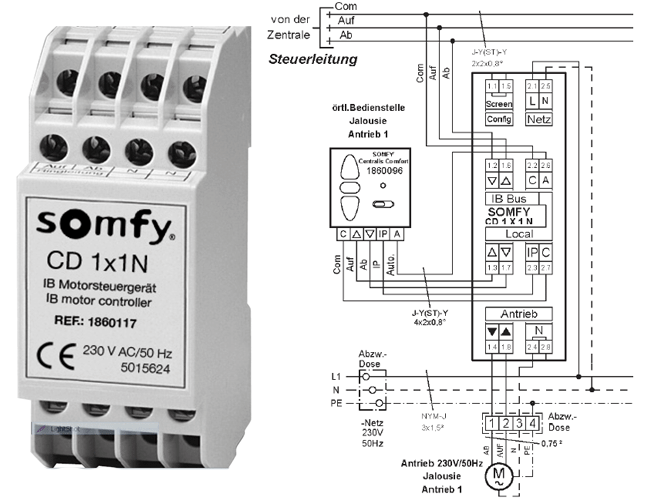 Auf Ab N N
somfy®
CD 1x1N
IB Motorsteuergerät
IB motor controller
REF.: 1860117
CE 230 V AC/50 Hz
5015624
von der
Zentrale
Com
Auf
Ab
Steuerleitung
J-Y(ST)-Y
2x2x0,8*
Com
Auf
Ab
örtl.Bedienstelle
Jalousie
Antrieb 1
SOMFY
Centralis Comfort
1860096
C IP A
Com
Auf
Ab
IP
Auto.
J-Y(ST)-Y
4x2x0,8*
1.1 1.5 2.1 2.5
L N
Screen
Config
Netz
1.2 1.6 2.2 2.6
C A
IB Bus
SOMFY
CD 1 X 1 N
Local
IP C
1.3 1.7 2.3 2.7
Antrieb
N
1.4 1.8 2.4 2.8
L1
N
PE
Abzw.-
Dose
-Netz
230V
50Hz
NYM-J
3x1,5*
1 2 3 4
Abzw.-
Dose
0,75 ²
AB
AUF
N
PE
Antrieb 230V/50Hz
Jalousie
Antrieb 1
M
~